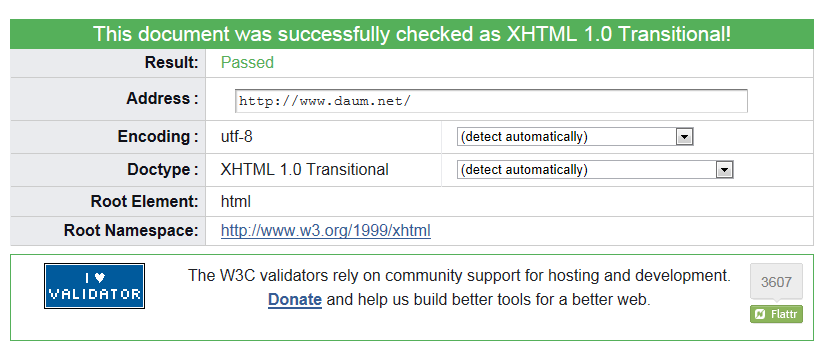 This document was successfully checked as XHTML 1.0 Transitional!
Result: Passed
Address : http://www.daum.net/
Encoding : utf-8 (detect automatically)
Doctype : XHTML 1.0 Transitional (detect automatically)
Root Element: html
Root Namespace: http://www.w3.org/1999/xhtml
I ♥
VALIDATOR
The W3C validators rely on community support for hosting and development.
Donate and help us build better tools for a better web.
3607
Flattr